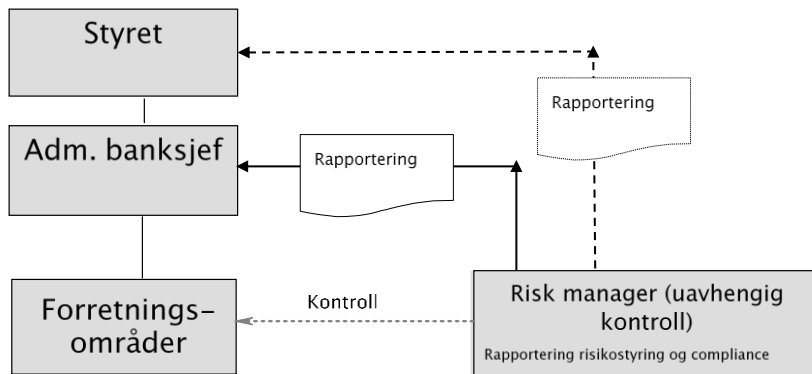 Styret
Rapportering
Adm. banksjef
Rapportering
Forretnings-
områder
Kontroll
Risk manager (uavhengig
kontroll)
Rapportering risikostyring og compliance